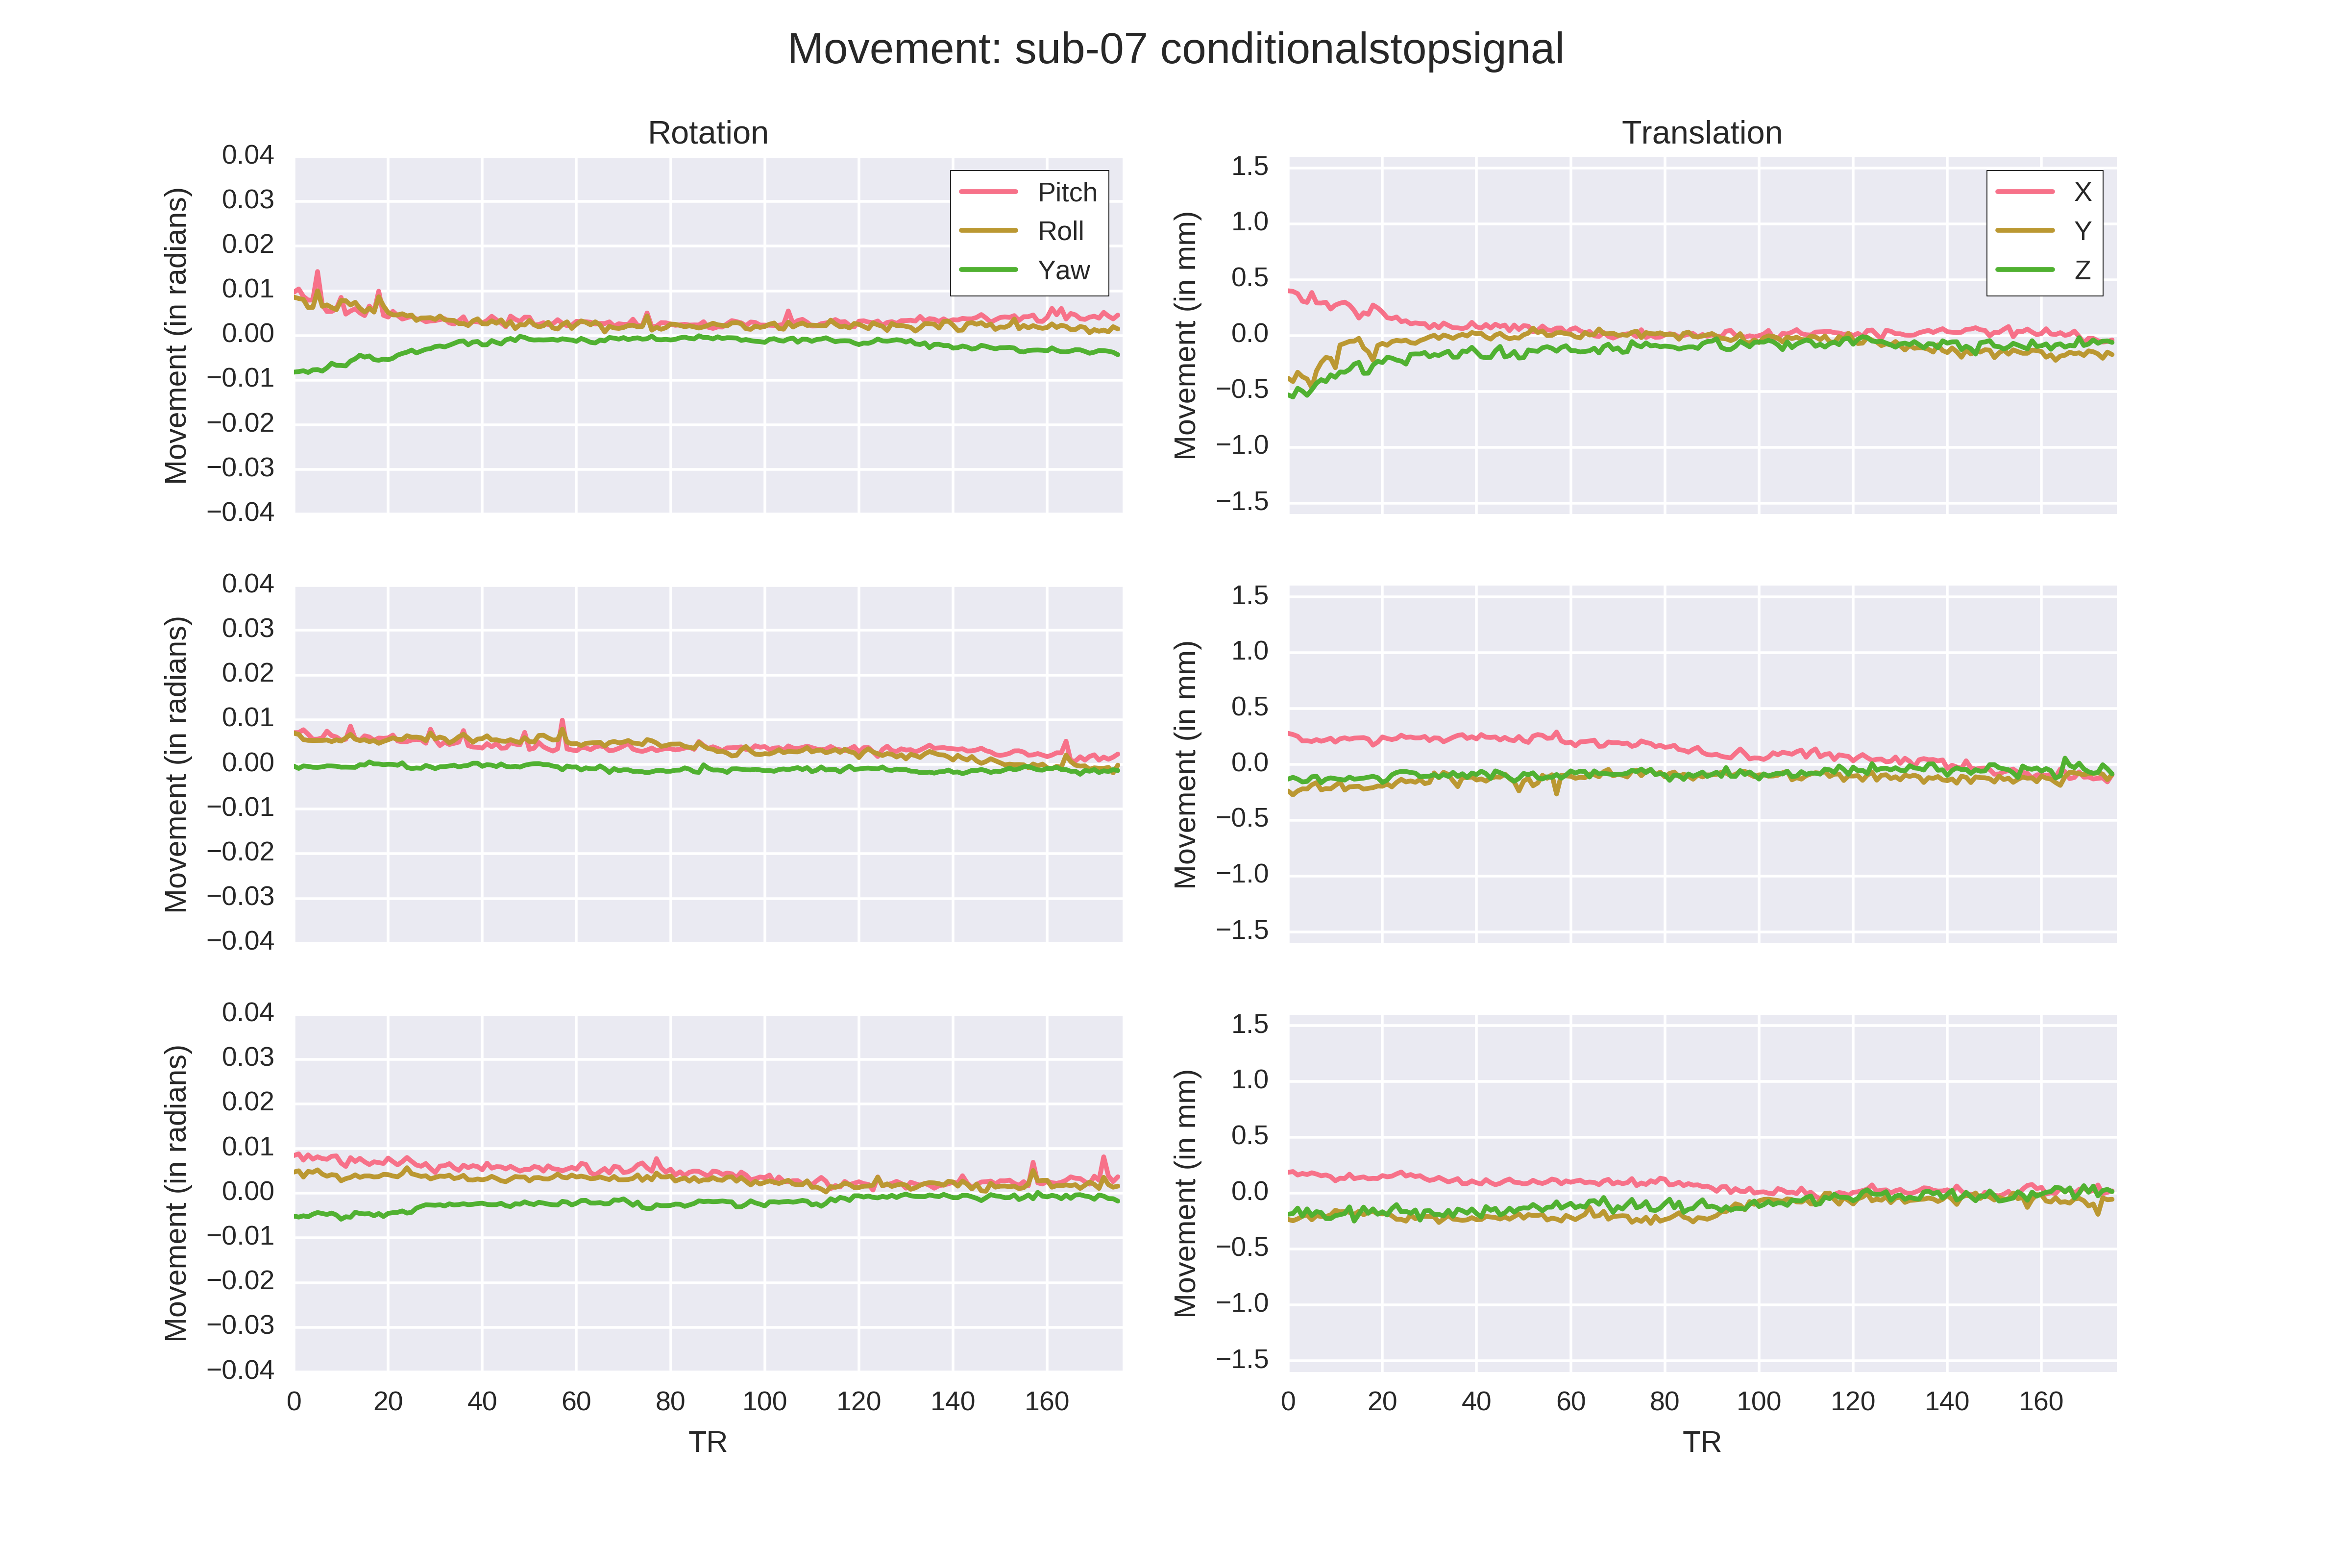 Movement: sub-07 conditionalstopsignal
Rotation
Translation
Movement (in radians)
0.04
0.03
0.02
0.01
0.00
−0.01
−0.02
−0.03
−0.04
Pitch
Roll
Yaw
Movement (in mm)
1.5
1.0
0.5
0.0
−0.5
−1.0
−1.5
X
Y
Z
Movement (in radians)
0.04
0.03
0.02
0.01
0.00
−0.01
−0.02
−0.03
−0.04
Movement (in mm)
1.5
1.0
0.5
0.0
−0.5
−1.0
−1.5
Movement (in radians)
0.04
0.03
0.02
0.01
0.00
−0.01
−0.02
−0.03
−0.04
0 20 40 60 80 100 120 140 160
TR
Movement (in mm)
1.5
1.0
0.5
0.0
−0.5
−1.0
−1.5
0 20 40 60 80 100 120 140 160
TR